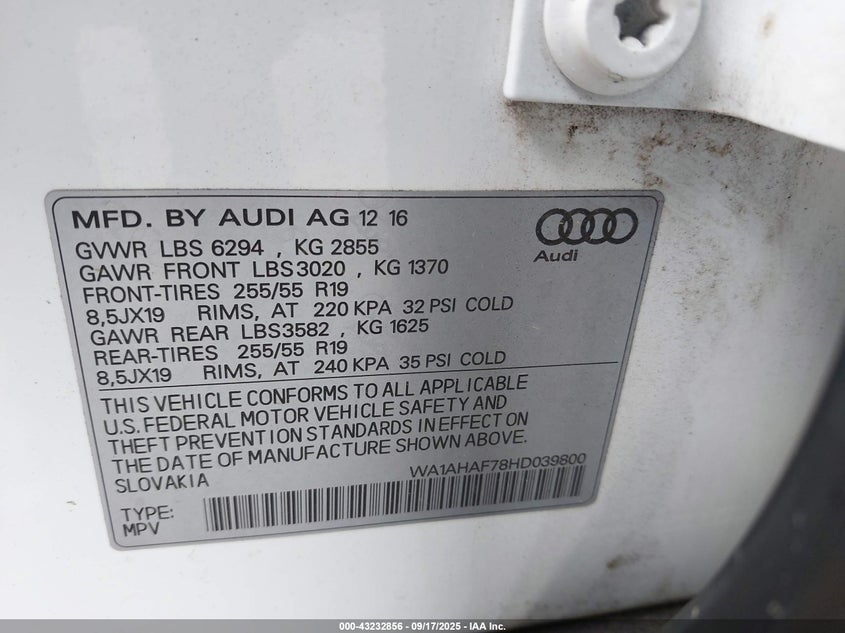 MFD. BY AUDI AG 12 16
GVWR LBS 6294 , KG 2855
GAWR FRONT LBS3020 , KG 1370
FRONT-TIRES 255/55 R19
8,5JX19 RIMS, AT 220 KPA 32 PSI COLD
GAWR REAR LBS3582 , KG 1625
REAR-TIRES 255/55 R19
8,5JX19 RIMS, AT 240 KPA 35 PSI COLD
Audi
THIS VEHICLE CONFORMS TO ALL APPLICABLE
U.S. FEDERAL MOTOR VEHICLE SAFETY AND
THEFT PREVENTION STANDARDS IN EFFECT ON
THE DATE OF MANUFACTURE SHOWN ABOVE.
SLOVAKIA WA1AHAF78HD039800
TYPE:
MPV
000-43232856 - 09/17/2025 - IAA Inc.